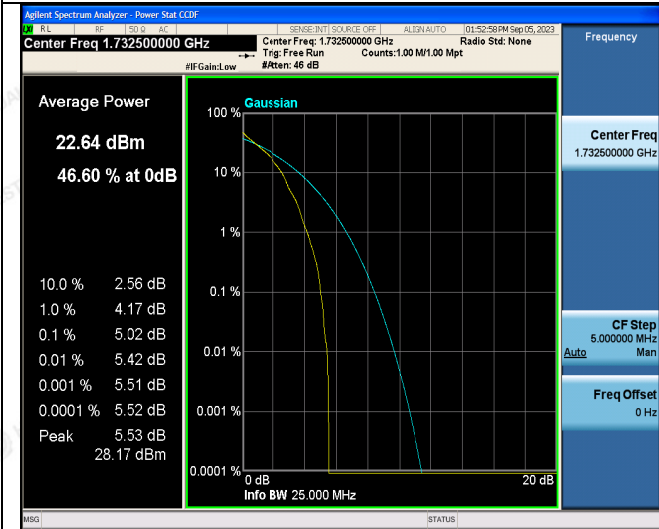 Agilent Spectrum Analyzer - Power Stat CCDF
LXI RL RF 50 Ω AC SENSE:INT SOURCE OFF ALIGN AUTO 01:52:58 PM Sep 05, 2023
Center Freq 1.732500000 GHz
Center Freq: 1.732500000 GHz Radio Std: None
Trig: Free Run Counts:1.00 M/1.00 Mpt
#IFGain:Low #Atten: 46 dB
Frequency
Average Power
22.64 dBm
46.60 % at 0dB
10.0 % 2.56 dB
1.0 % 4.17 dB
0.1 % 5.02 dB
0.01 % 5.42 dB
0.001 % 5.51 dB
0.0001 % 5.52 dB
Peak 5.53 dB
28.17 dBm
Gaussian
100 %
10 %
1 %
0.1 %
0.01 %
0.001 %
0.0001 %
0 dB 20 dB
Info BW 25.000 MHz
Center Freq
1.732500000 GHz
CF Step
5.000000 MHz
Auto Man
Freq Offset
0 Hz
MSG STATUS